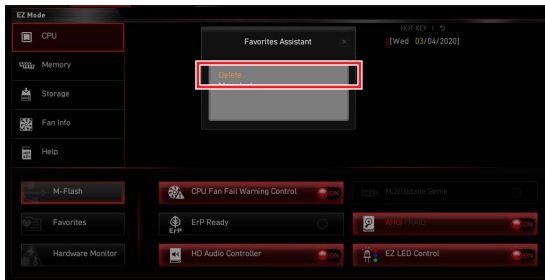 EZ Mode
HOT KEY | ↶
CPU
Favorites Assistant ×
[Wed 03/04/2020]
Memory
Delete
Storage
Fan Info
Help
M-Flash
CPU Fan Fail Warning Control
ON
M.2/Optane Genie
Favorites
ErP
ErP Ready
AHCI / RAID
ON
Hardware Monitor
HD Audio Controller
ON
EZ LED Control
ON